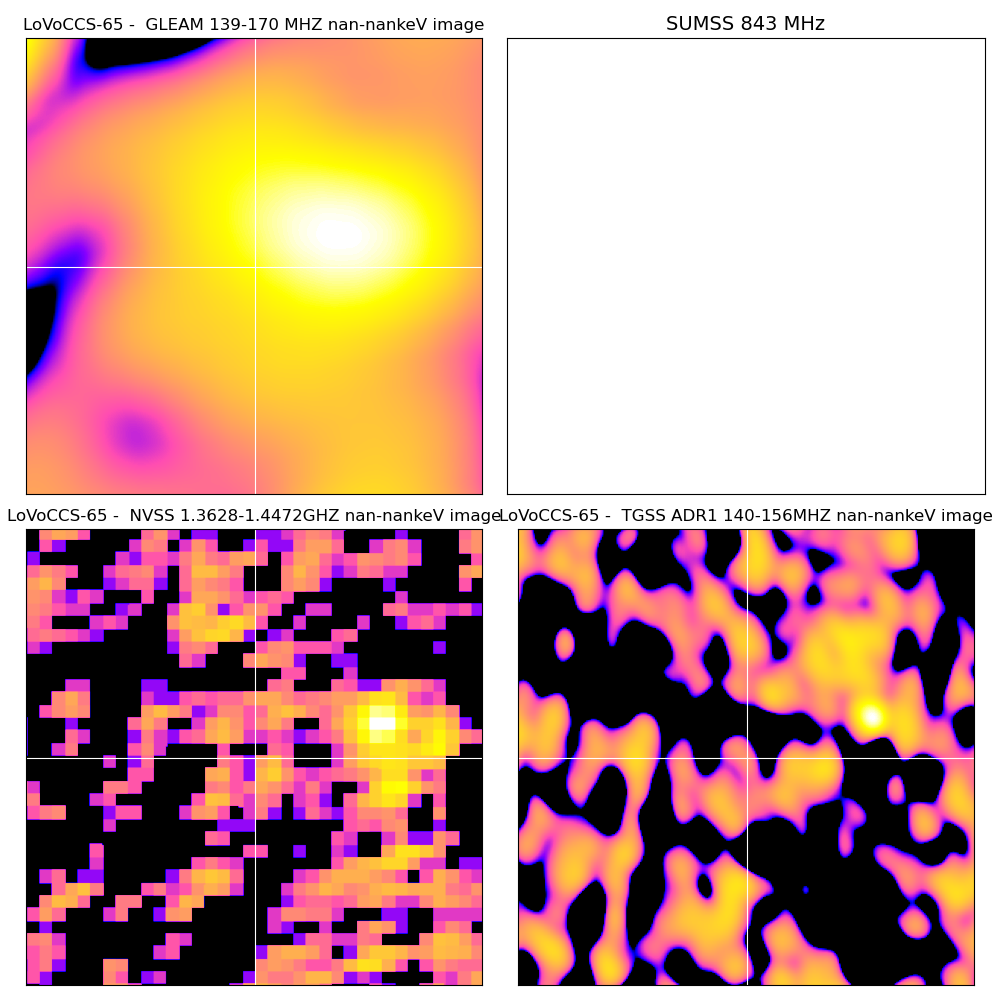 LoVoCCS-65 -  GLEAM 139-170 MHZ nan-nankeV image
SUMSS 843 MHz
LoVoCCS-65 -  NVSS 1.3628-1.4472GHZ nan-nankeV image
LoVoCCS-65 -  TGSS ADR1 140-156MHZ nan-nankeV image